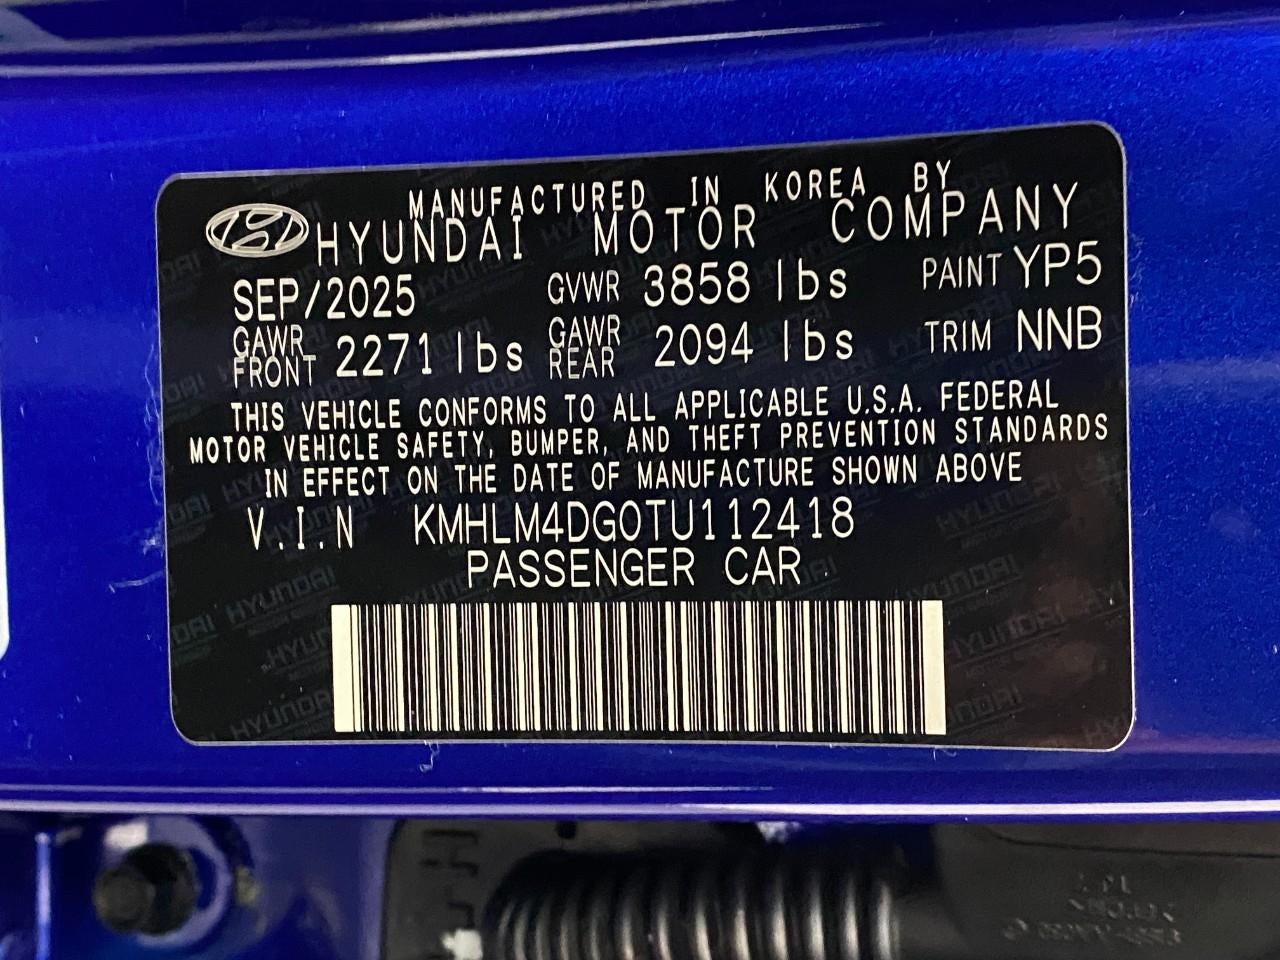 MANUFACTURED IN KOREA BY
HYUNDAI MOTOR COMPANY
SEP/2025 GVWR 3858 lbs PAINT YP5
GAWR FRONT 2271 lbs GAWR REAR 2094 lbs TRIM NNB
THIS VEHICLE CONFORMS TO ALL APPLICABLE U.S.A. FEDERAL
MOTOR VEHICLE SAFETY, BUMPER, AND THEFT PREVENTION STANDARDS
IN EFFECT ON THE DATE OF MANUFACTURE SHOWN ABOVE
V.I.N KMHLM4DG0TU112418
PASSENGER CAR